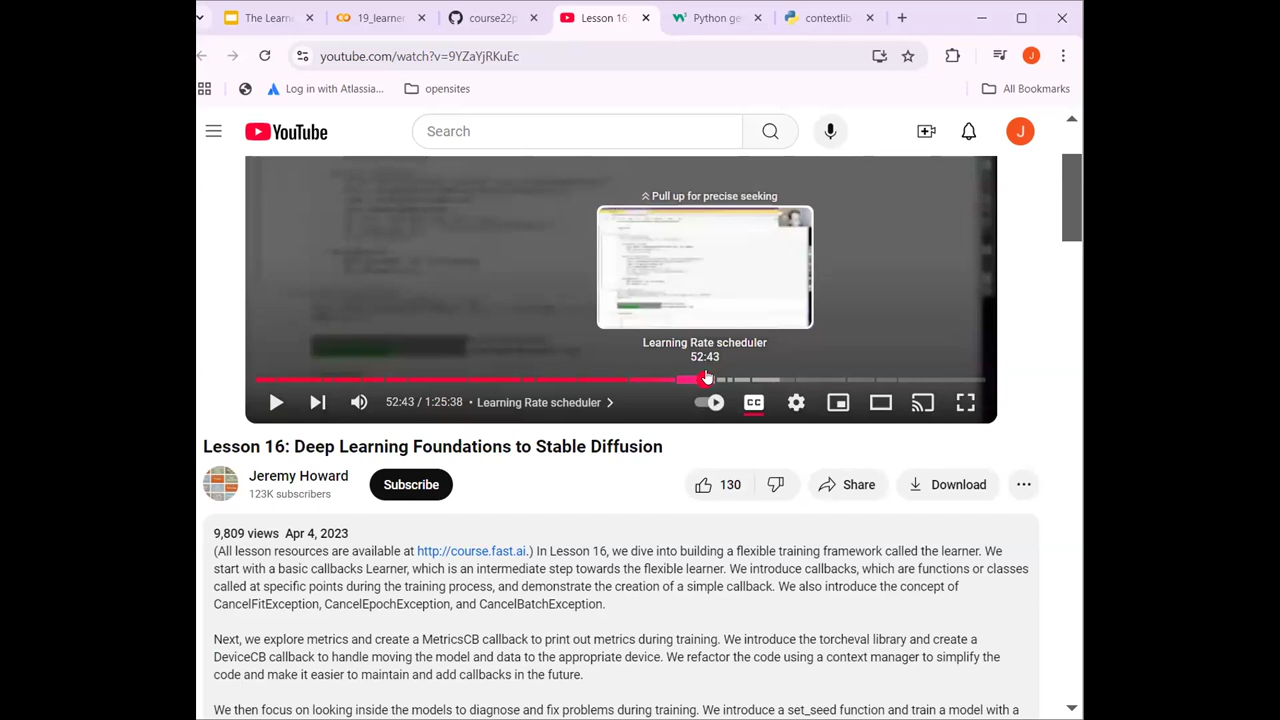 The Learn
19_learner
course22p
Lesson 16:
Python ge
contextlib
youtube.com/watch?v=9YZaYjRKuEc
J
Log in with Atlassia...
opensites
All Bookmarks
YouTube
Search
J
Pull up for precise seeking
Learning Rate scheduler
52:43
52:43 / 1:25:38 • Learning Rate scheduler
CC
Lesson 16: Deep Learning Foundations to Stable Diffusion
Jeremy Howard
123K subscribers
Subscribe
130
Share
Download
9,809 views Apr 4, 2023
(All lesson resources are available at http://course.fast.ai.) In Lesson 16, we dive into building a flexible training framework called the learner. We
start with a basic callbacks Learner, which is an intermediate step towards the flexible learner. We introduce callbacks, which are functions or classes
called at specific points during the training process, and demonstrate the creation of a simple callback. We also introduce the concept of
CancelFitException, CancelEpochException, and CancelBatchException.
Next, we explore metrics and create a MetricsCB callback to print out metrics during training. We introduce the torcheval library and create a
DeviceCB callback to handle moving the model and data to the appropriate device. We refactor the code using a context manager to simplify the
code and make it easier to maintain and add callbacks in the future.
We then focus on looking inside the models to diagnose and fix problems during training. We introduce a set_seed function and train a model with a